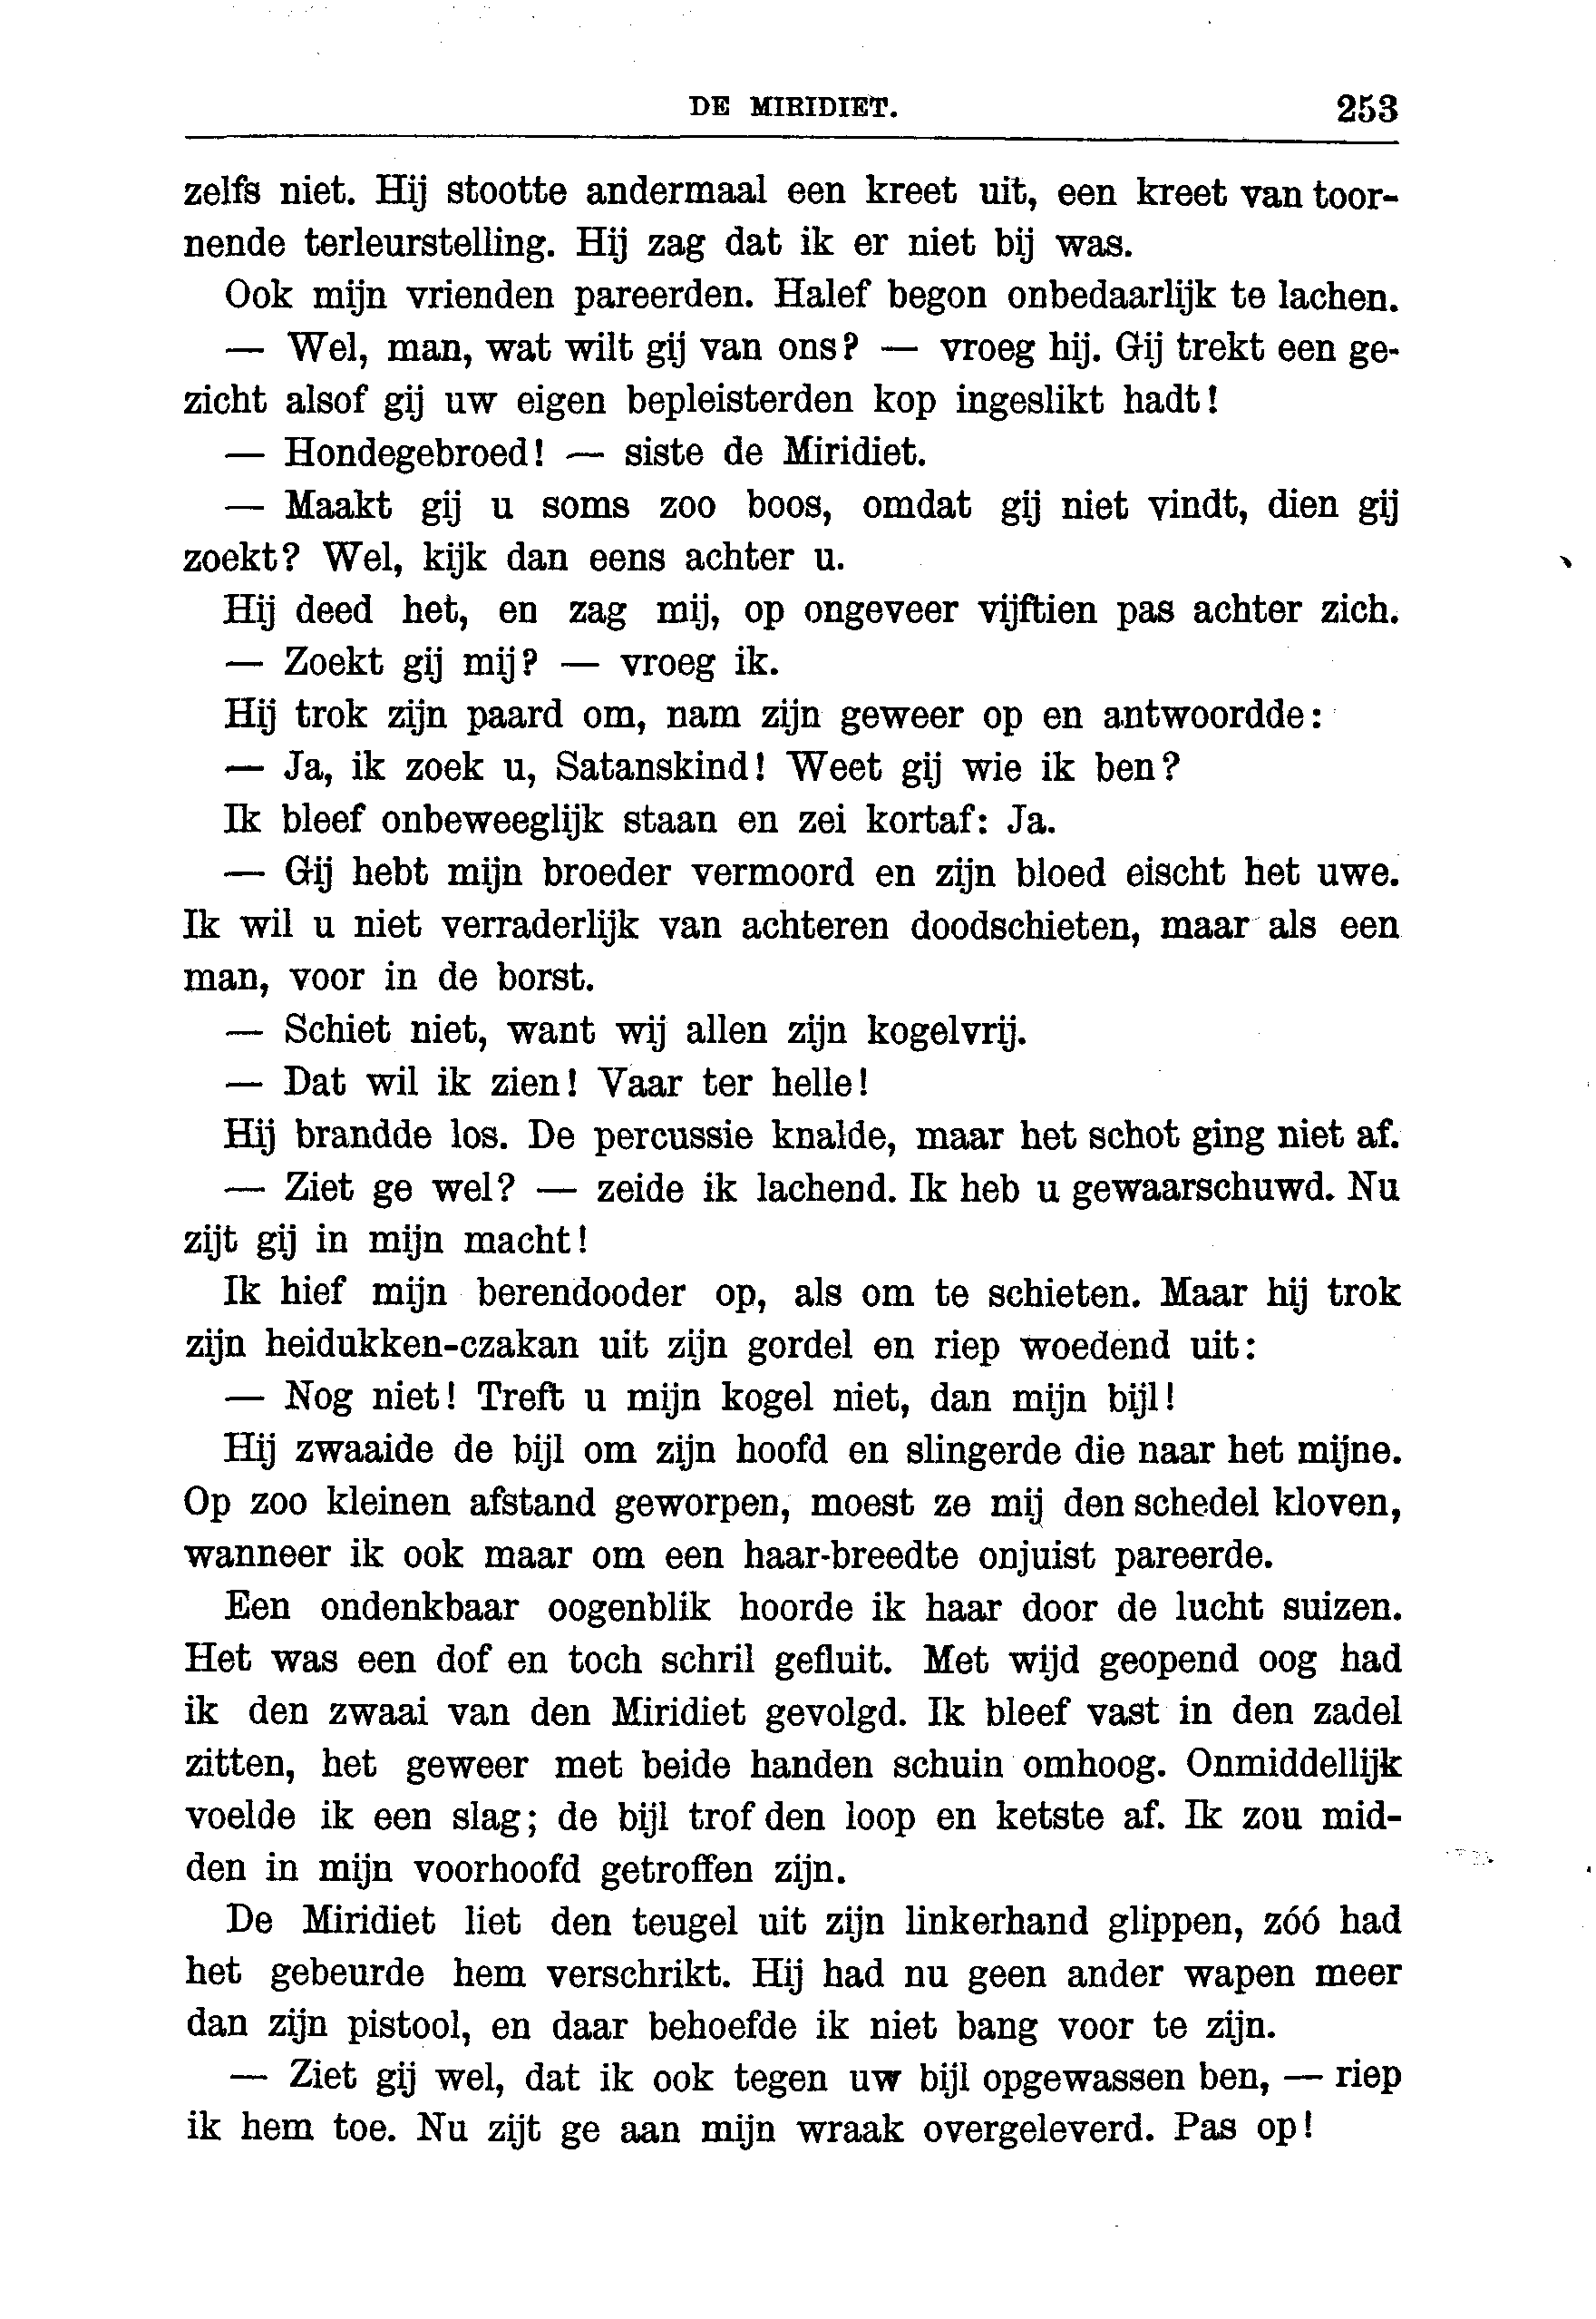 DE MIRIDIET. 253
zelfs niet. Hij stootte andermaal een kreet uit, een kreet van toor-
nende terleurstelling. Hij zag dat ik er niet bij was.
Ook mijn vrienden pareerden. Halef begon onbedaarlijk te lachen.
— Wel, man, wat wilt gij van ons? — vroeg hij. Gij trekt een ge-
zicht alsof gij uw eigen bepleisterden kop ingeslikt hadt!
— Hondegebroed! — siste de Miridiet.
— Maakt gij u soms zoo boos, omdat gij niet vindt, dien gij
zoekt? Wel, kijk dan eens achter u.
Hij deed het, en zag mij, op ongeveer vijftien pas achter zich.
— Zoekt gij mij? — vroeg ik.
Hij trok zijn paard om, nam zijn geweer op en antwoordde:
— Ja, ik zoek u, Satanskind! Weet gij wie ik ben?
Ik bleef onbeweeglijk staan en zei kortaf: Ja.
— Gij hebt mijn broeder vermoord en zijn bloed eischt het uwe.
Ik wil u niet verraderlijk van achteren doodschieten, maar als een
man, voor in de borst.
— Schiet niet, want wij allen zijn kogelvrij.
— Dat wil ik zien! Vaar ter helle!
Hij brandde los. De percussie knalde, maar het schot ging niet af.
— Ziet ge wel? — zeide ik lachend. Ik heb u gewaarschuwd. Nu
zijt gij in mijn macht!
Ik hief mijn berendooder op, als om te schieten. Maar hij trok
zijn heidukken-czakan uit zijn gordel en riep woedend uit:
— Nog niet! Treft u mijn kogel niet, dan mijn bijl!
Hij zwaaide de bijl om zijn hoofd en slingerde die naar het mijne.
Op zoo kleinen afstand geworpen, moest ze mij den schedel kloven,
wanneer ik ook maar om een haar-breedte onjuist pareerde.
Een ondenkbaar oogenblik hoorde ik haar door de lucht suizen.
Het was een dof en toch schril gefluit. Met wijd geopend oog had
ik den zwaai van den Miridiet gevolgd. Ik bleef vast in den zadel
zitten, het geweer met beide handen schuin omhoog. Onmiddellijk
voelde ik een slag; de bijl trof den loop en ketste af. Ik zou mid-
den in mijn voorhoofd getroffen zijn.
De Miridiet liet den teugel uit zijn linkerhand glippen, zóó had
het gebeurde hem verschrikt. Hij had nu geen ander wapen meer
dan zijn pistool, en daar behoefde ik niet bang voor te zijn.
— Ziet gij wel, dat ik ook tegen uw bijl opgewassen ben, — riep
ik hem toe. Nu zijt ge aan mijn wraak overgeleverd. Pas op!